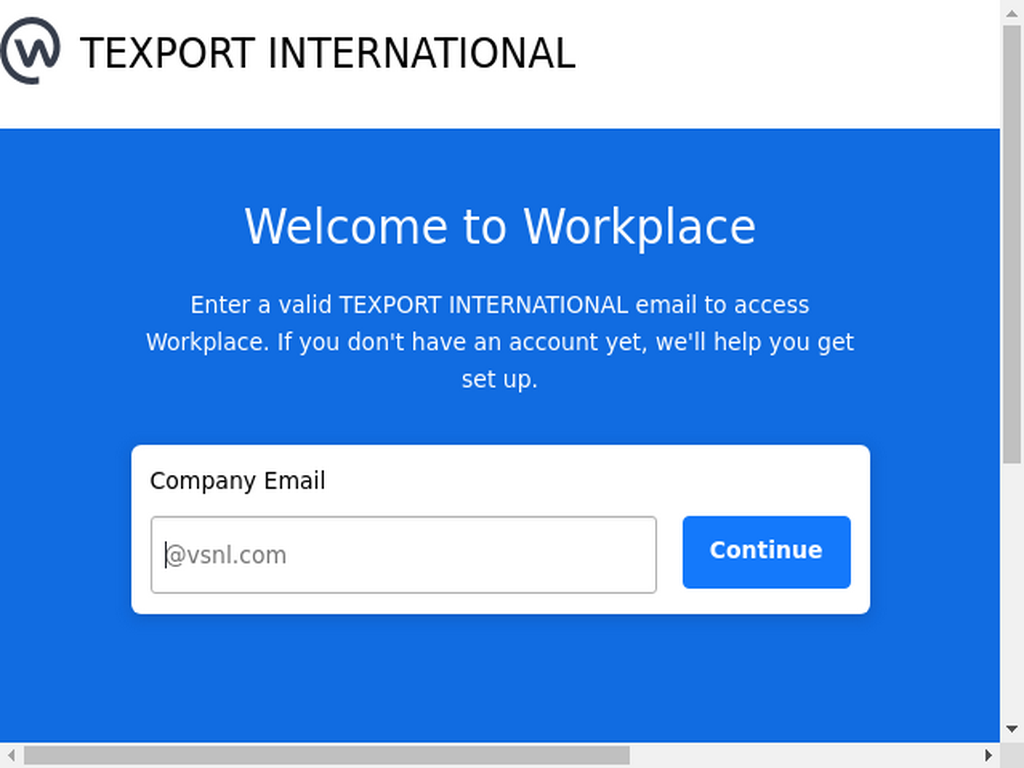 TEXPORT INTERNATIONAL
Welcome to Workplace
Enter a valid TEXPORT INTERNATIONAL email to access
Workplace. If you don't have an account yet, we'll help you get
set up.
Company Email
@vsnl.com
Continue